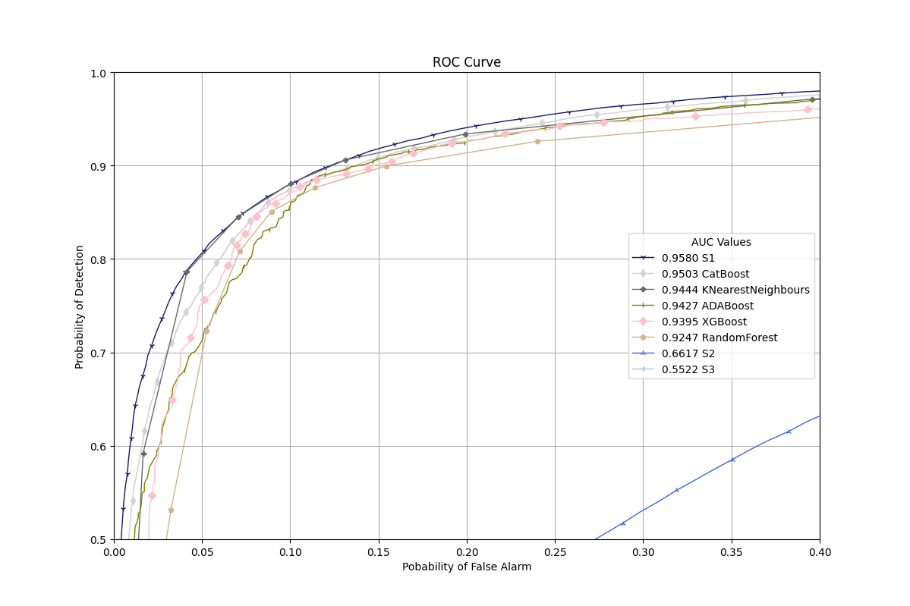 ROC Curve
1.0
0.9
0.8
0.7
0.6
0.5
Probability of Detection
AUC Values
0.9580 S1
0.9503 CatBoost
0.9444 KNearestNeighbours
0.9427 ADABoost
0.9395 XGBoost
0.9247 RandomForest
0.6617 S2
0.5522 S3
0.00 0.05 0.10 0.15 0.20 0.25 0.30 0.35 0.40
Pobability of False Alarm